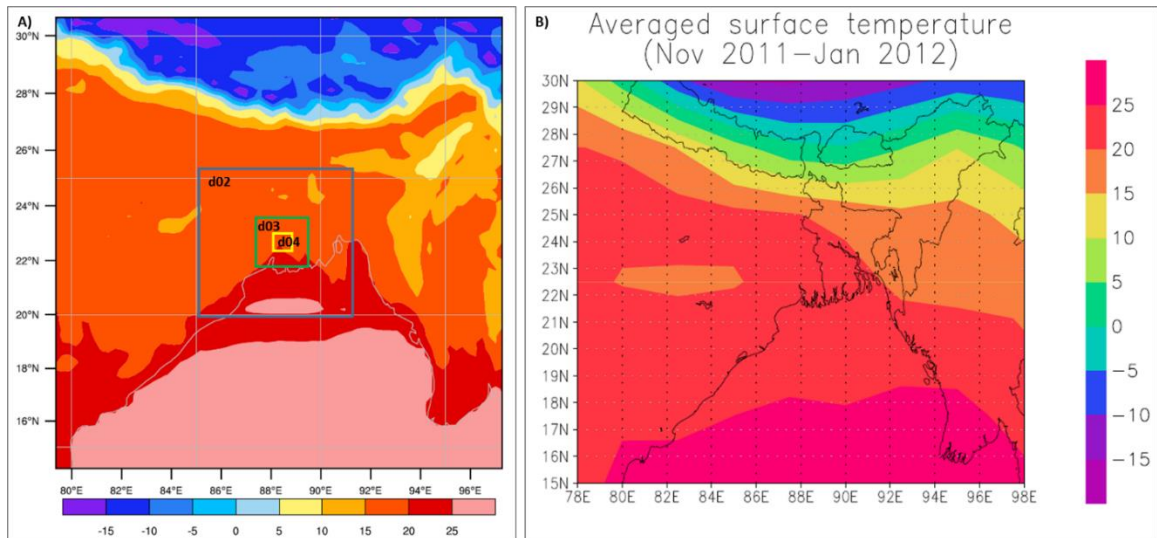 A)
30°N
28°N
26°N
24°N
22°N
20°N
18°N
16°N
d02
d03
d04
80°E 82°E 84°E 86°E 88°E 90°E 92°E 94°E 96°E
-15 -10 -5 0 5 10 15 20 25
B)
Averaged surface temperature
(Nov 2011-Jan 2012)
30N
29N
28N
27N
26N
25N
24N
23N
22N
21N
20N
19N
18N
17N
16N
15N
78E 80E 82E 84E 86E 88E 90E 92E 94E 96E 98E
25
20
15
10
5
0
-5
-10
-15